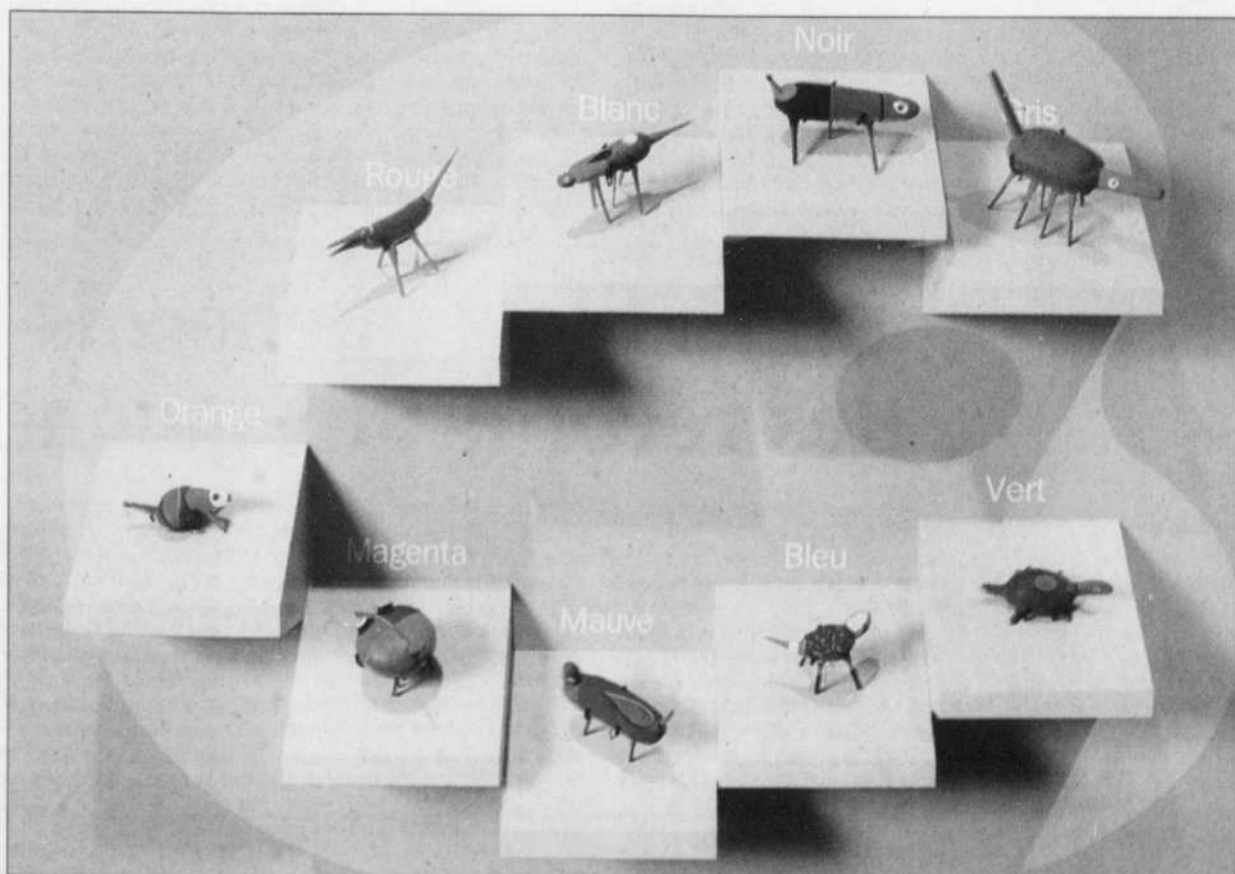 Noir
Blanc
Gris
Rouge
Orange
Vert
Magenta
Bleu
Mauve